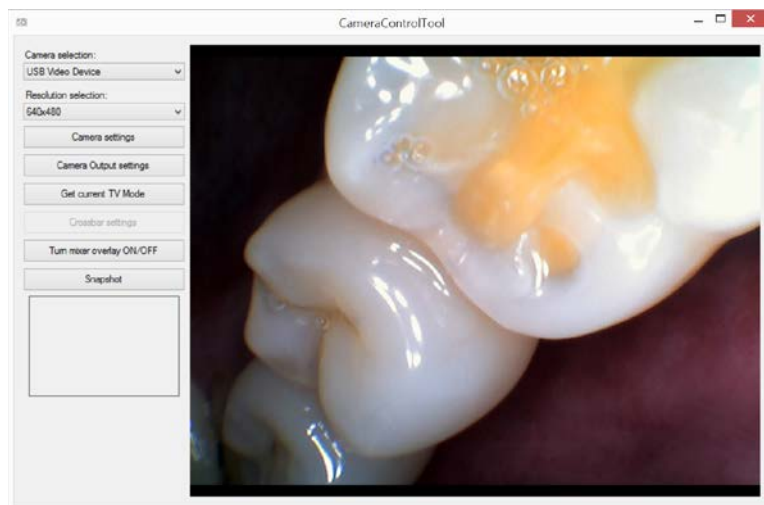 CameraControlTool
Camera selection:
USB Video Device
Resolution selection:
640x480
Camera settings
Camera Output settings
Get current TV Mode
Crossbar settings
Turn mixer overlay ON/OFF
Snapshot